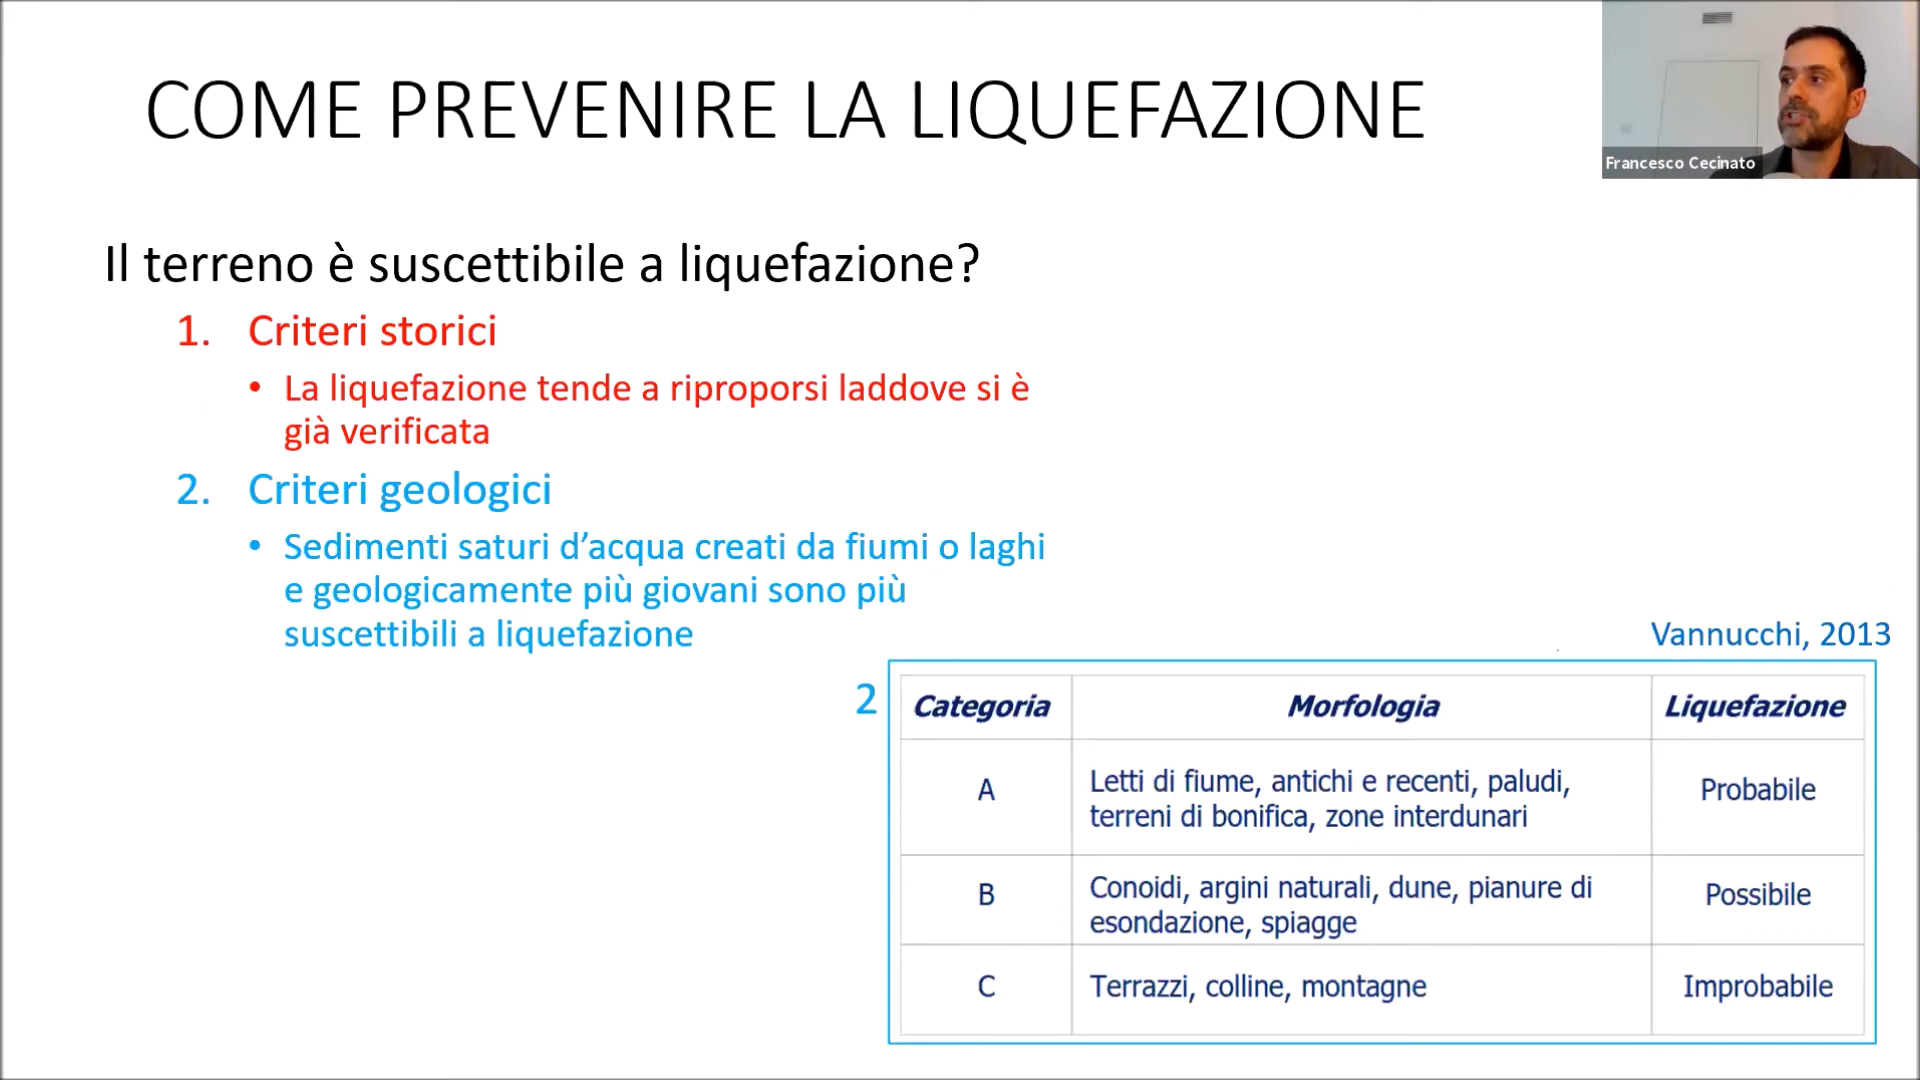 COME PREVENIRE LA LIQUEFAZIONE
Francesco Cecinato
Il terreno è suscettibile a liquefazione?
1. Criteri storici
• La liquefazione tende a riproporsi laddove si è
già verificata
2. Criteri geologici
• Sedimenti saturi d’acqua creati da fiumi o laghi
e geologicamente più giovani sono più
suscettibili a liquefazione
Vannucchi, 2013
2
Categoria Morfologia Liquefazione
A Letti di fiume, antichi e recenti, paludi, Probabile
terreni di bonifica, zone interdunari
B Conoidi, argini naturali, dune, pianure di Possibile
esondazione, spiagge
C Terrazzi, colline, montagne Improbabile